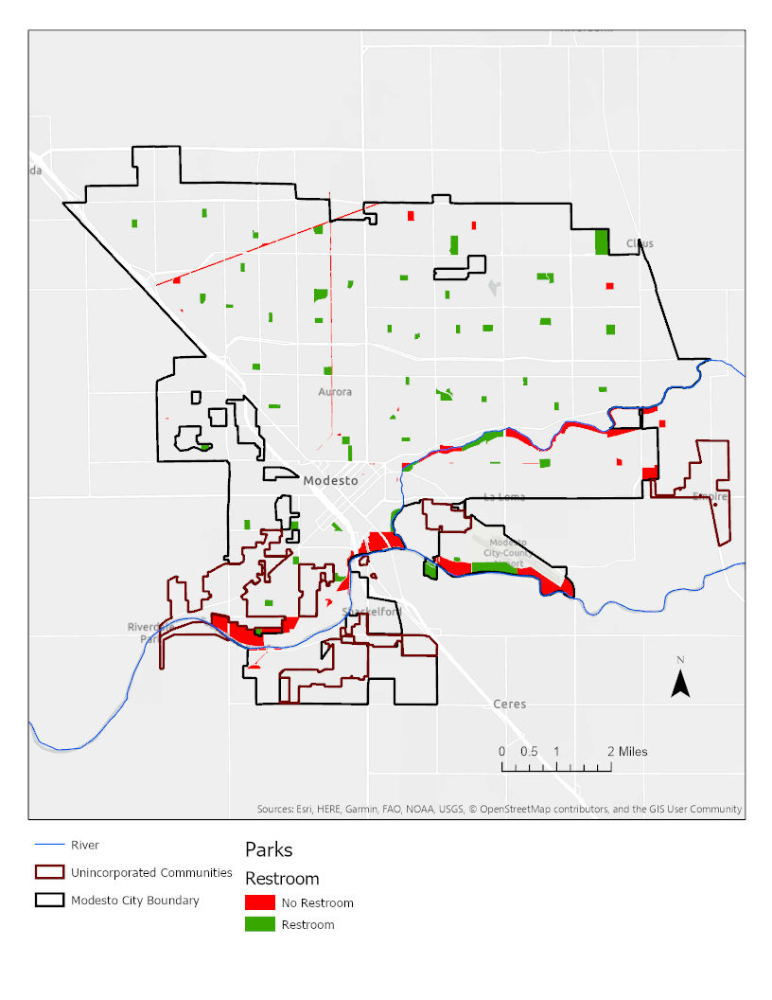 da
Claus
Aurora
Modesto
La Loma
Empire
Modesto
City-County
Airport
Shackelford
Riverdale
Park
N
Ceres
0 0.5 1 2 Miles
Sources: Esri, HERE, Garmin, FAO, NOAA, USGS, © OpenStreetMap contributors, and the GIS User Community
River
Unincorporated Communities
Modesto City Boundary
Parks
Restroom
No Restroom
Restroom